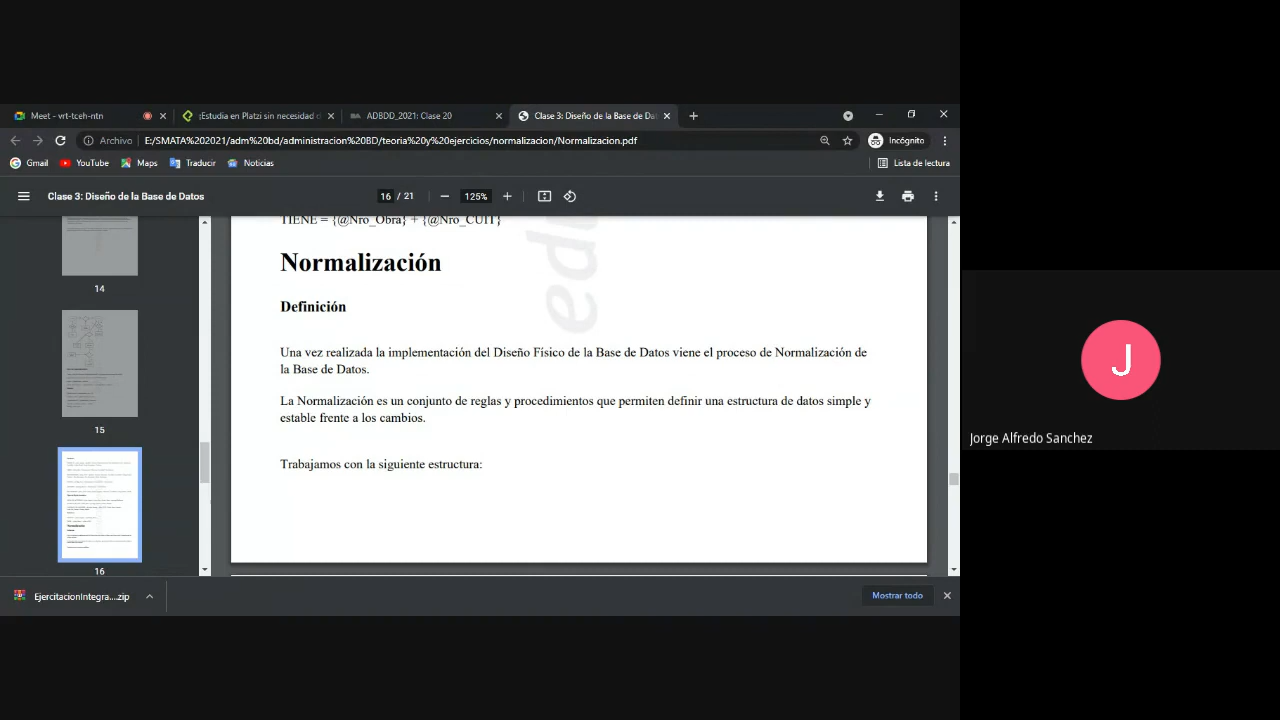 Meet - vrt-tceh-ntn
¡Estudia en Platzi sin necesidad d
ADBDD_2021: Clase 20
Clase 3: Diseño de la Base de Dat
Archivo
E:/SMATA%202021/adm%20bd/administracion%20BD/teoria%20y%20ejercicios/normalizacion/Normalizacion.pdf
Incógnito
Gmail
YouTube
Maps
Traducir
Noticias
Lista de lectura
Clase 3: Diseño de la Base de Datos
16 / 21
125%
14
15
16
TIENE = {@Nro_Obra} + {@Nro_CUIT}
Normalización
Definición
Una vez realizada la implementación del Diseño Físico de la Base de Datos viene el proceso de Normalización de
la Base de Datos.
La Normalización es un conjunto de reglas y procedimientos que permiten definir una estructura de datos simple y
estable frente a los cambios.
Trabajamos con la siguiente estructura:
edu
EjercitacionIntegra....zip
Mostrar todo
J
Jorge Alfredo Sanchez